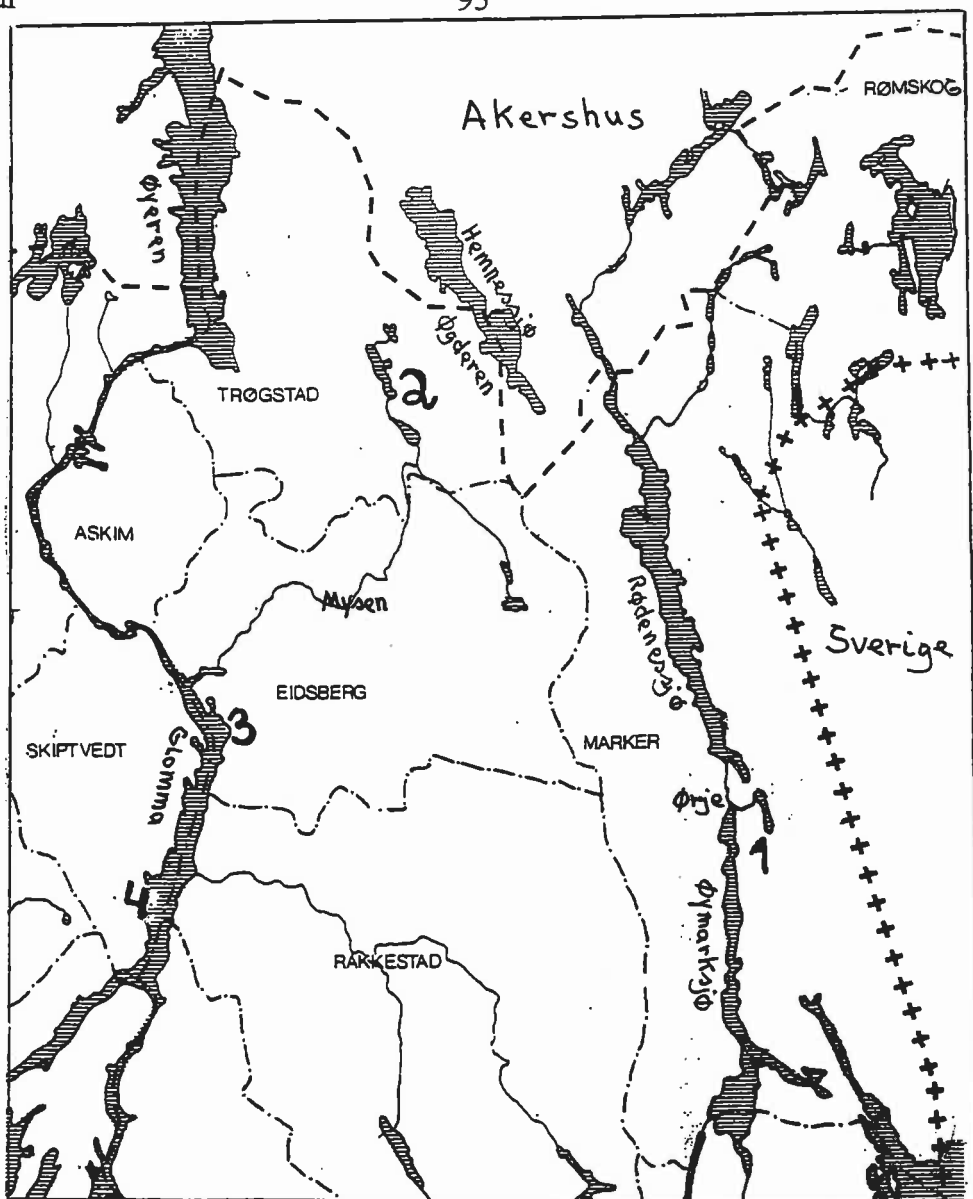 95
Akershus
RØMSKOG
Øyeren
Hemnessjø
Øgderen
TRØGSTAD
2
ASKIM
Mysen
Rødenessjø
Sverige
EIDSBERG
3
SKIPTVEDT
Glomma
MARKER
Ørje
1
4
Øymarksjø
RAKKESTAD